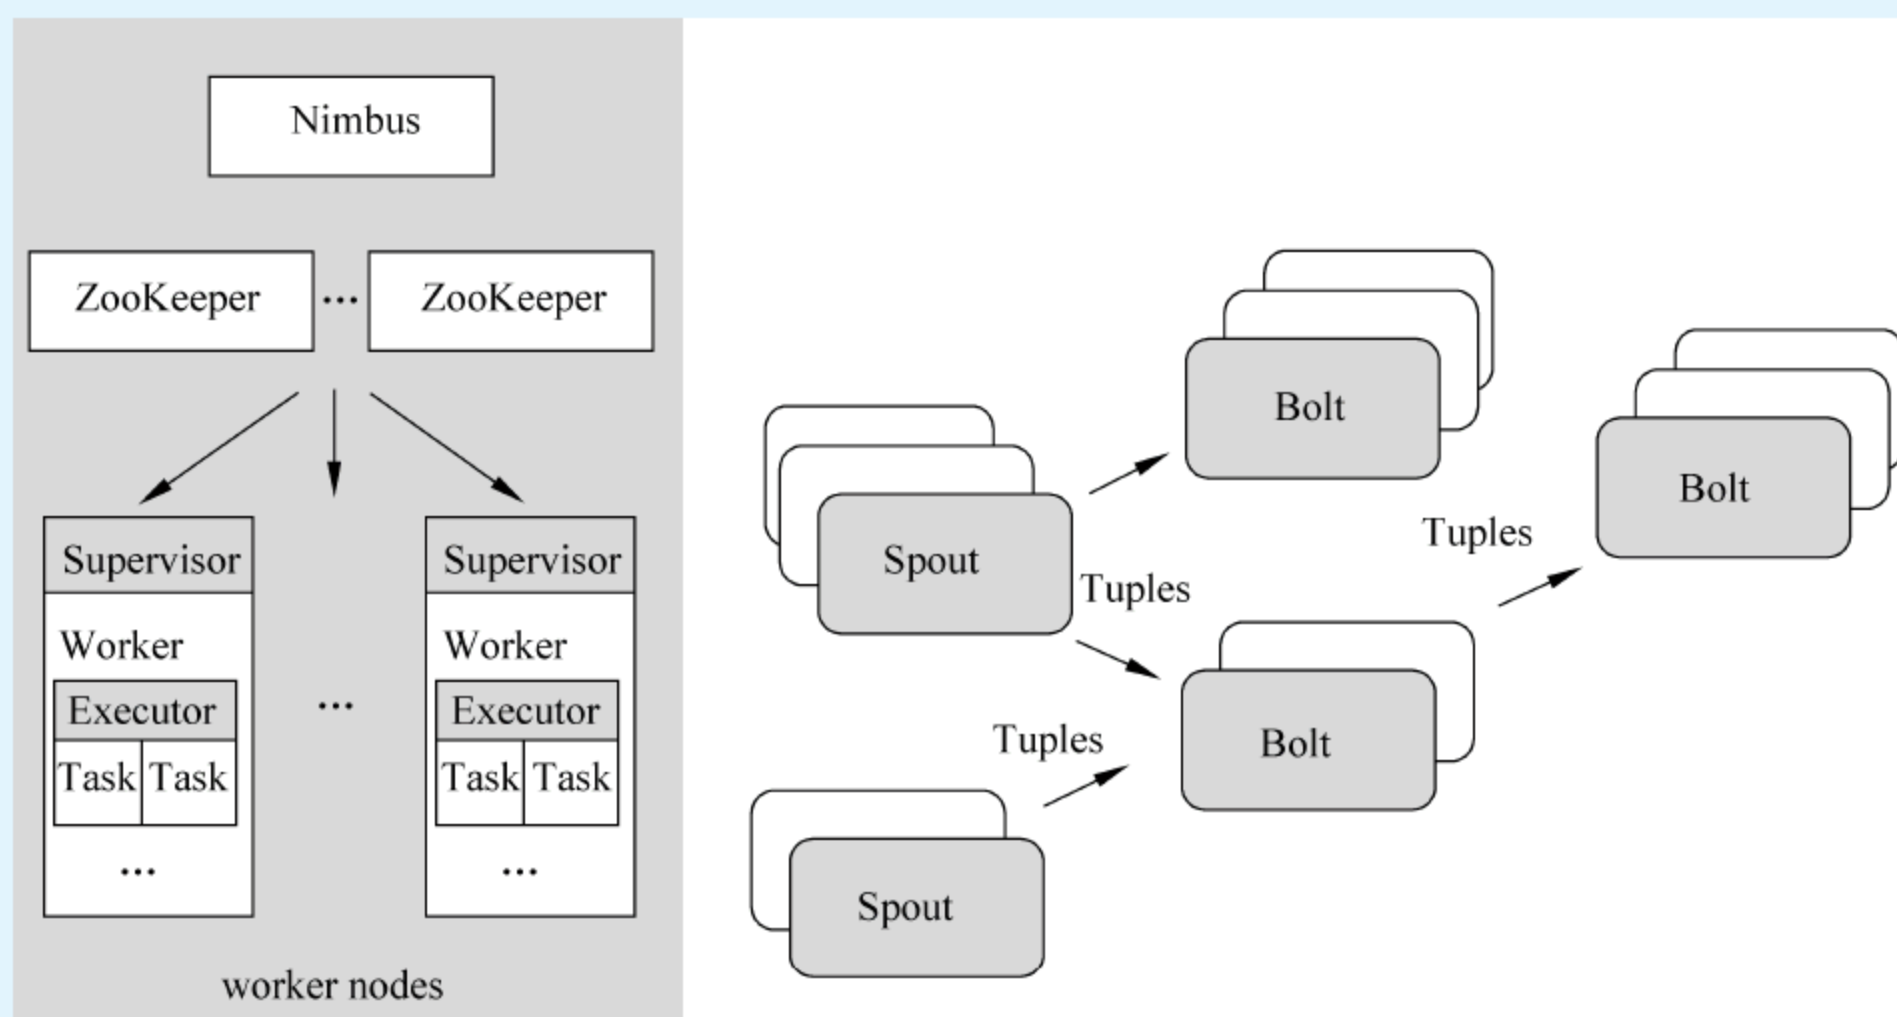 Nimbus
ZooKeeper ... ZooKeeper
Supervisor
Worker
Executor
Task Task
...
...
Supervisor
Worker
Executor
Task Task
...
worker nodes
Spout
Tuples
Bolt
Tuples
Bolt
Tuples
Bolt
Spout